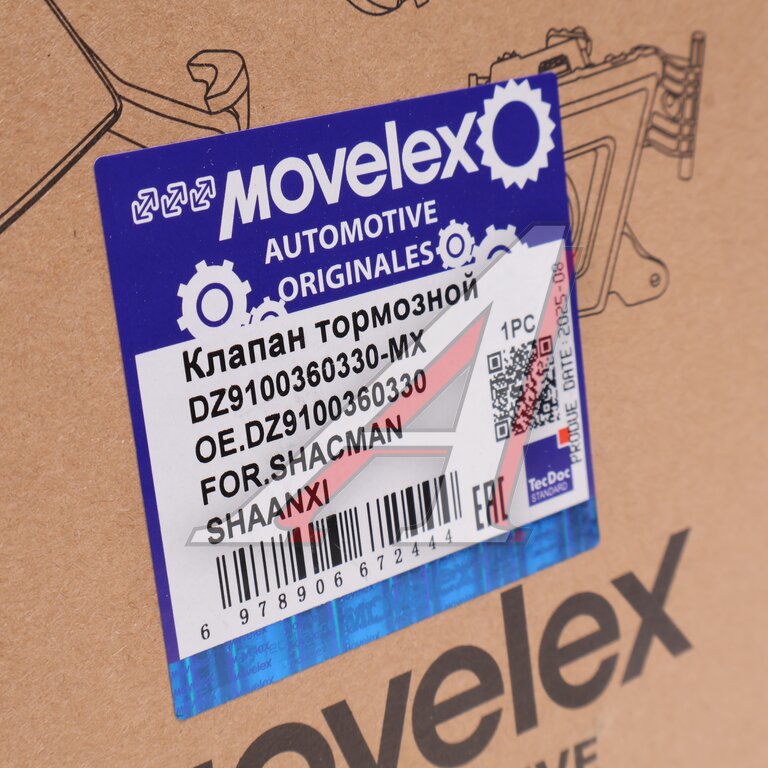 MOVELEX
AUTOMOTIVE
ORIGINALES
Клапан тормозной
DZ9100360330-MX
OE.DZ9100360330
FOR.SHACMAN
SHAANXI
1PC
PRODUE DATE: 2025-08
TecDoc
STANDARD
EAC
6 978906 672444
MOVELEX